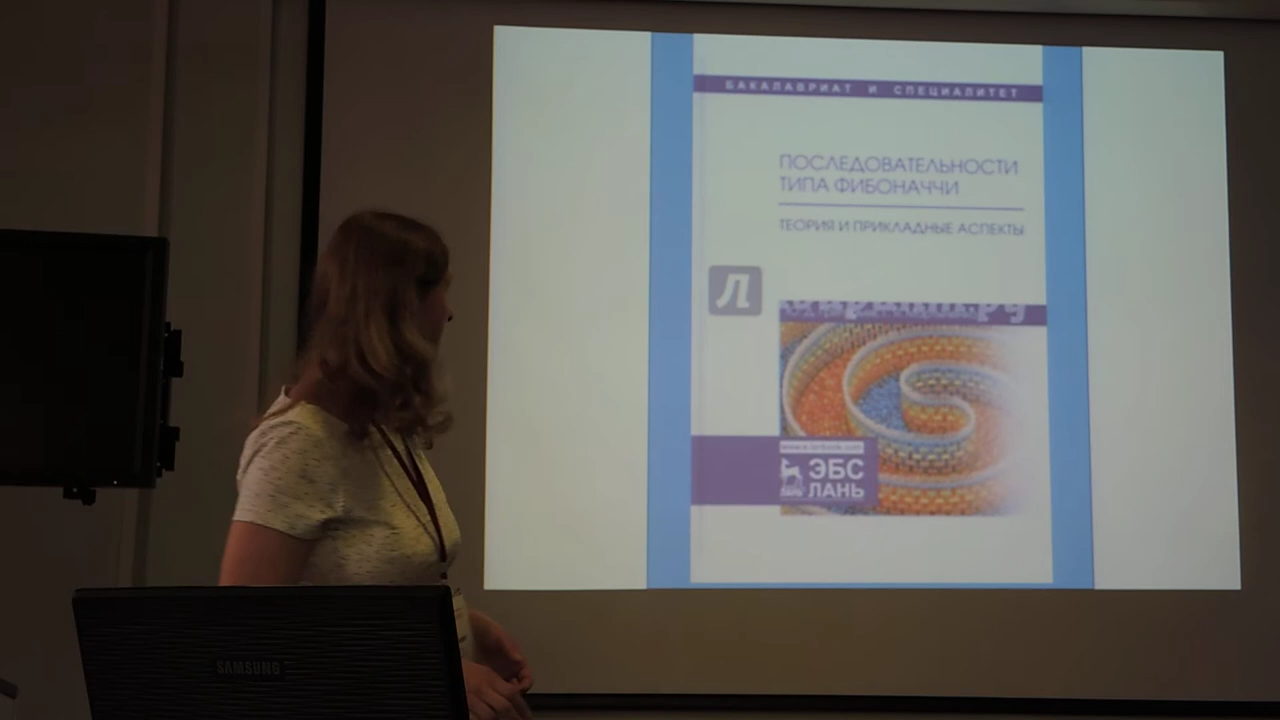 БАКАЛАВРИАТ И СПЕЦИАЛИТЕТ
ПОСЛЕДОВАТЕЛЬНОСТИ
ТИПА ФИБОНАЧЧИ
ТЕОРИЯ И ПРИКЛАДНЫЕ АСПЕКТЫ
Л
ЭБС
ЛАНЬ
SAMSUNG